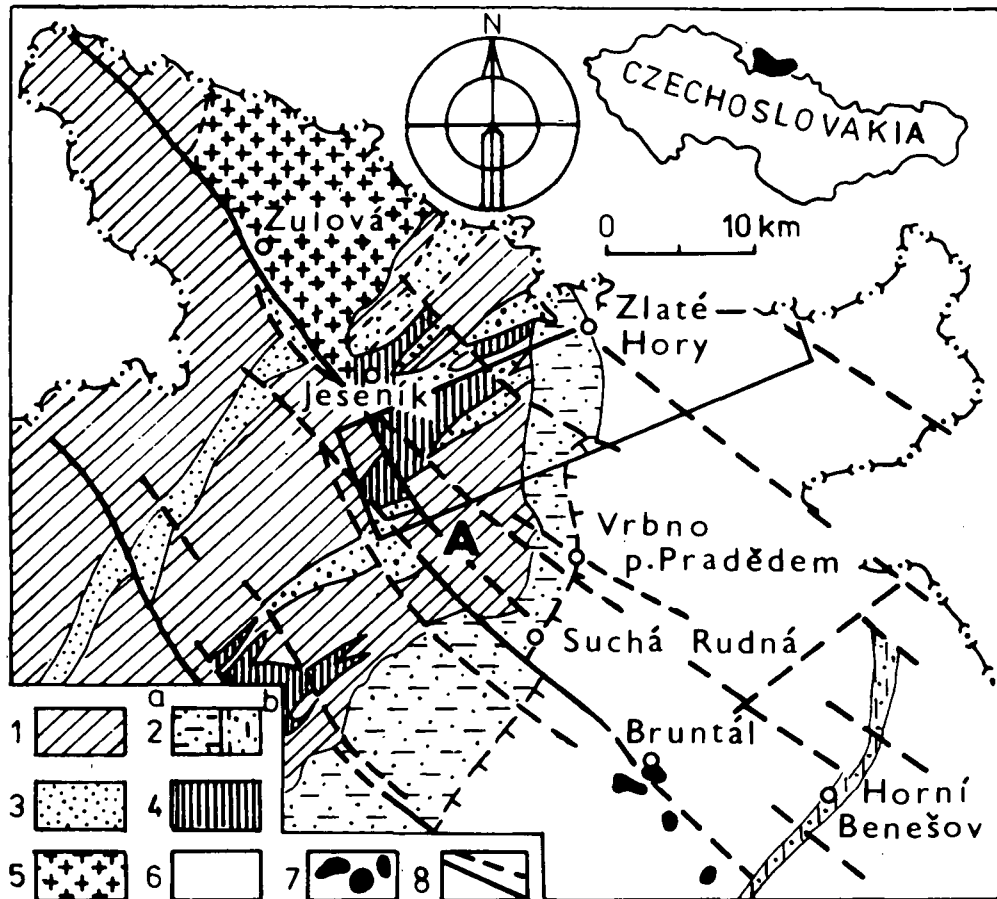 N
CZECHOSLOVAKIA
0 10 km
Žulová
Zlaté
Hory
Jeseník
A
Vrbno
p. Pradědem
Suchá Rudná
Bruntál
Horní
Benešov
a b
1 2
3 4
5 6 7 8